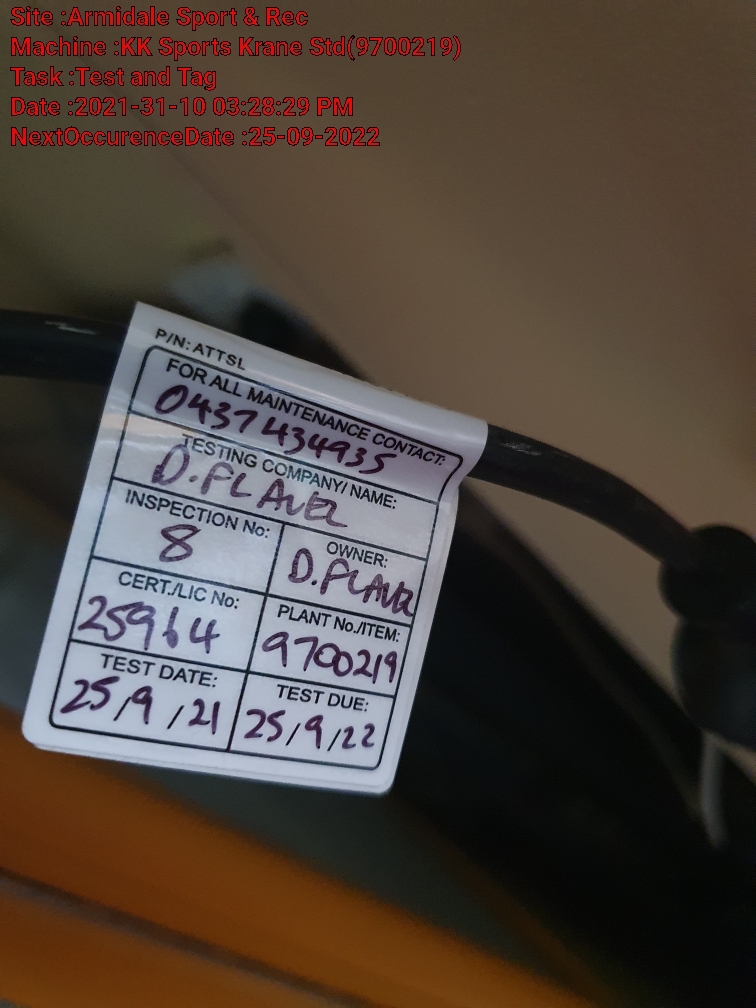 Site :Armidale Sport & Rec
Machine :KK Sports Krane Std(9700219)
Task :Test and Tag
Date :2021-31-10 03:28:29 PM
NextOccurenceDate :25-09-2022
P/N: ATTSL
FOR ALL MAINTENANCE CONTACT:
0437434935
TESTING COMPANY/ NAME:
D.FLAVEL
INSPECTION No:
8
OWNER:
D.FLAVEL
CERT./LIC No:
25964
PLANT No./ITEM:
9700219
TEST DATE:
25/9/21
TEST DUE:
25/9/22